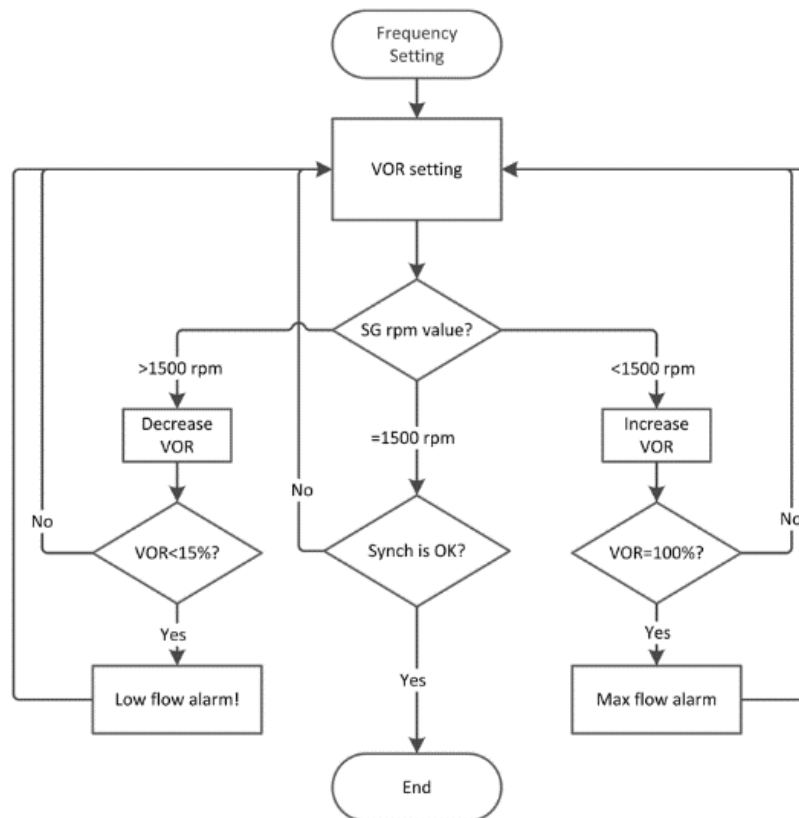 Frequency
Setting
VOR setting
SG rpm value?
>1500 rpm
<1500 rpm
Decrease
VOR
=1500 rpm
Increase
VOR
No
No
No
VOR<15%?
Synch is OK?
VOR=100%?
Yes
Yes
Yes
Low flow alarm!
Max flow alarm
End